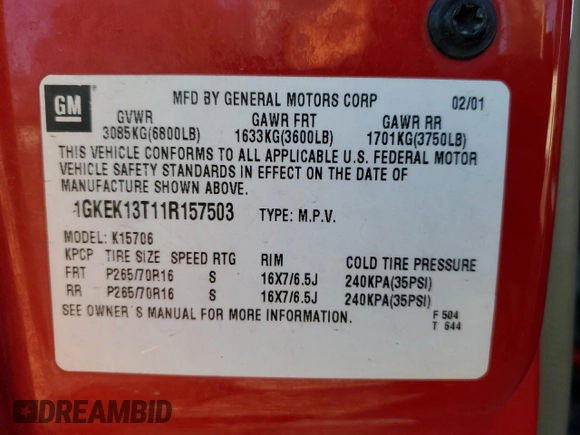 GM
MFD BY GENERAL MOTORS CORP 02/01
GVWR GAWR FRT GAWR RR
3085KG(6800LB) 1633KG(3600LB) 1701KG(3750LB)
THIS VEHICLE CONFORMS TO ALL APPLICABLE U.S. FEDERAL MOTOR
VEHICLE SAFETY STANDARDS IN EFFECT ON THE DATE OF
MANUFACTURE SHOWN ABOVE.
1GKEK13T11R157503 TYPE: M.P.V.
MODEL: K15706
KPCP TIRE SIZE SPEED RTG RIM COLD TIRE PRESSURE
FRT P265/70R16 S 16X7/6.5J 240KPA(35PSI)
RR P265/70R16 S 16X7/6.5J 240KPA(35PSI)
SEE OWNER'S MANUAL FOR MORE INFORMATION.
F 504
T 644
DREAMBID